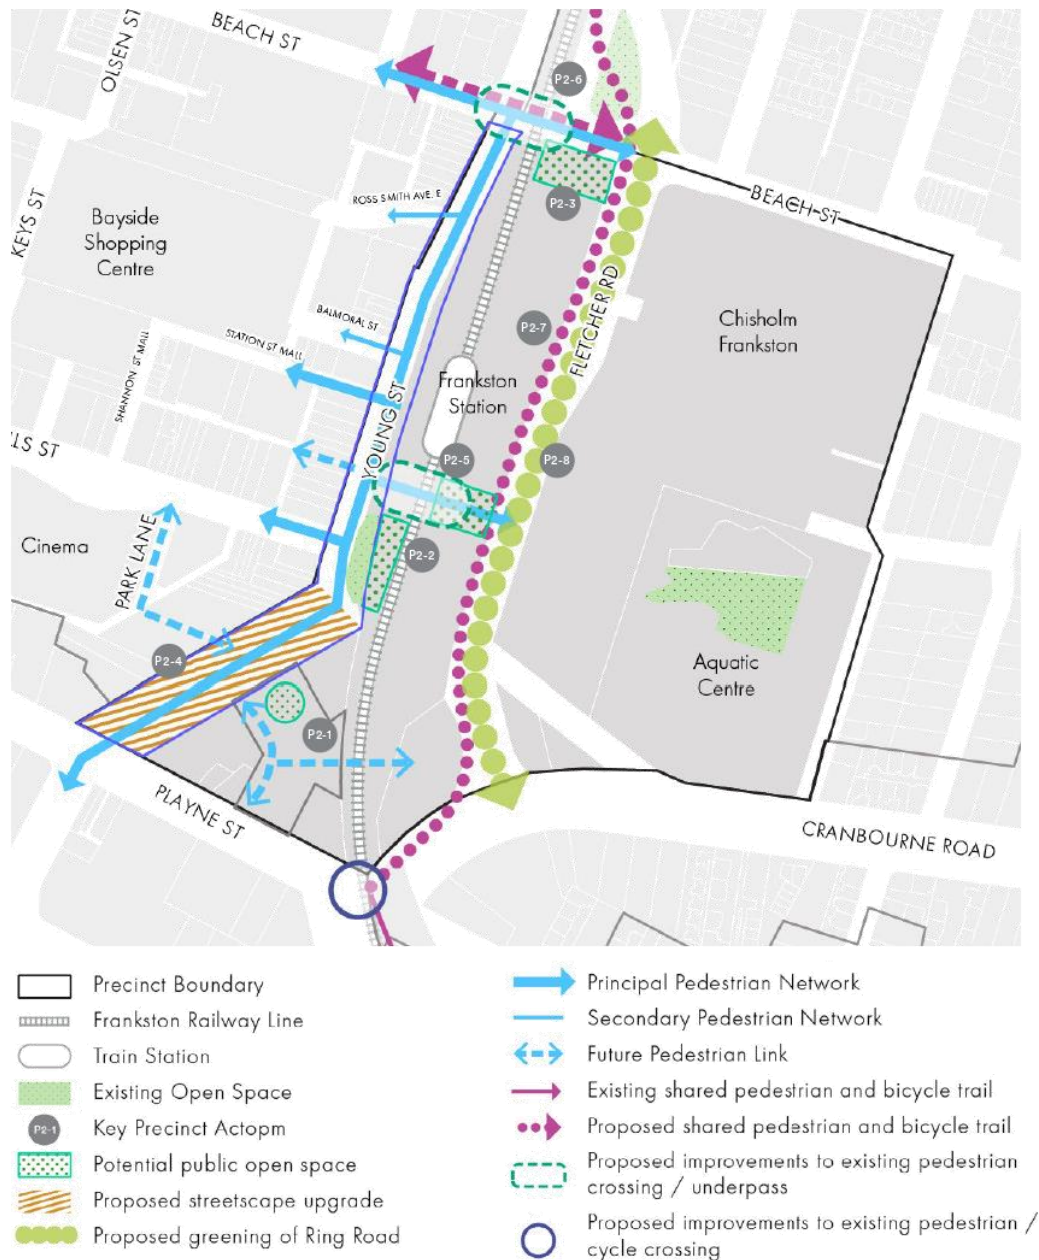 BEACH ST
OLSEN ST
P2-6
KEYS ST
ROSS SMITH AVE. E
BEACH ST
P2-3
Bayside
Shopping
Centre
FLETCHER RD
BALMORAL ST
P2-7
Chisholm
Frankston
STATION ST MALL
SHANNON ST MALL
Frankston
Station
YOUNG ST
LLS ST
P2-5
P2-8
Cinema
PARK LANE
P2-2
P2-4
Aquatic
Centre
P2-1
PLAYNE ST
CRANBOURNE ROAD
Precinct Boundary
Frankston Railway Line
Train Station
Existing Open Space
P2-1
Key Precinct Actopm
Potential public open space
Proposed streetscape upgrade
Proposed greening of Ring Road
Principal Pedestrian Network
Secondary Pedestrian Network
Future Pedestrian Link
Existing shared pedestrian and bicycle trail
Proposed shared pedestrian and bicycle trail
Proposed improvements to existing pedestrian
crossing / underpass
Proposed improvements to existing pedestrian /
cycle crossing